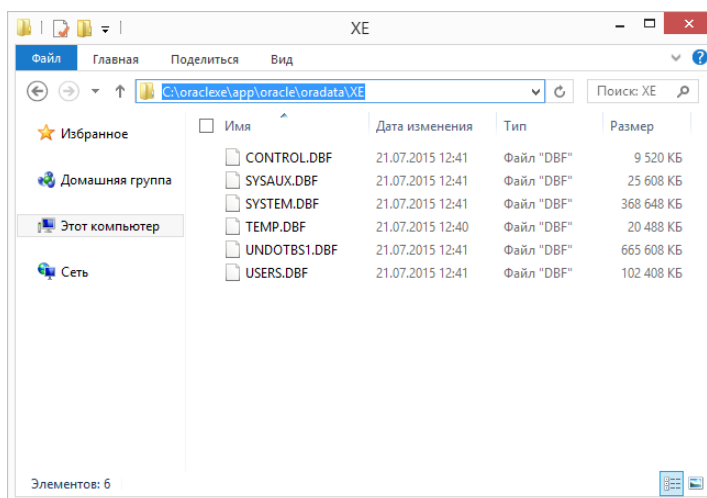 XE
Файл Главная Поделиться Вид
C:\oraclexe\app\oracle\oradata\XE Поиск: XE
Избранное
Домашняя группа
Этот компьютер
Сеть
Имя Дата изменения Тип Размер
CONTROL.DBF 21.07.2015 12:41 Файл "DBF" 9 520 КБ
SYSAUX.DBF 21.07.2015 12:41 Файл "DBF" 25 608 КБ
SYSTEM.DBF 21.07.2015 12:41 Файл "DBF" 368 648 КБ
TEMP.DBF 21.07.2015 12:40 Файл "DBF" 20 488 КБ
UNDOTBS1.DBF 21.07.2015 12:41 Файл "DBF" 665 608 КБ
USERS.DBF 21.07.2015 12:41 Файл "DBF" 102 408 КБ
Элементов: 6